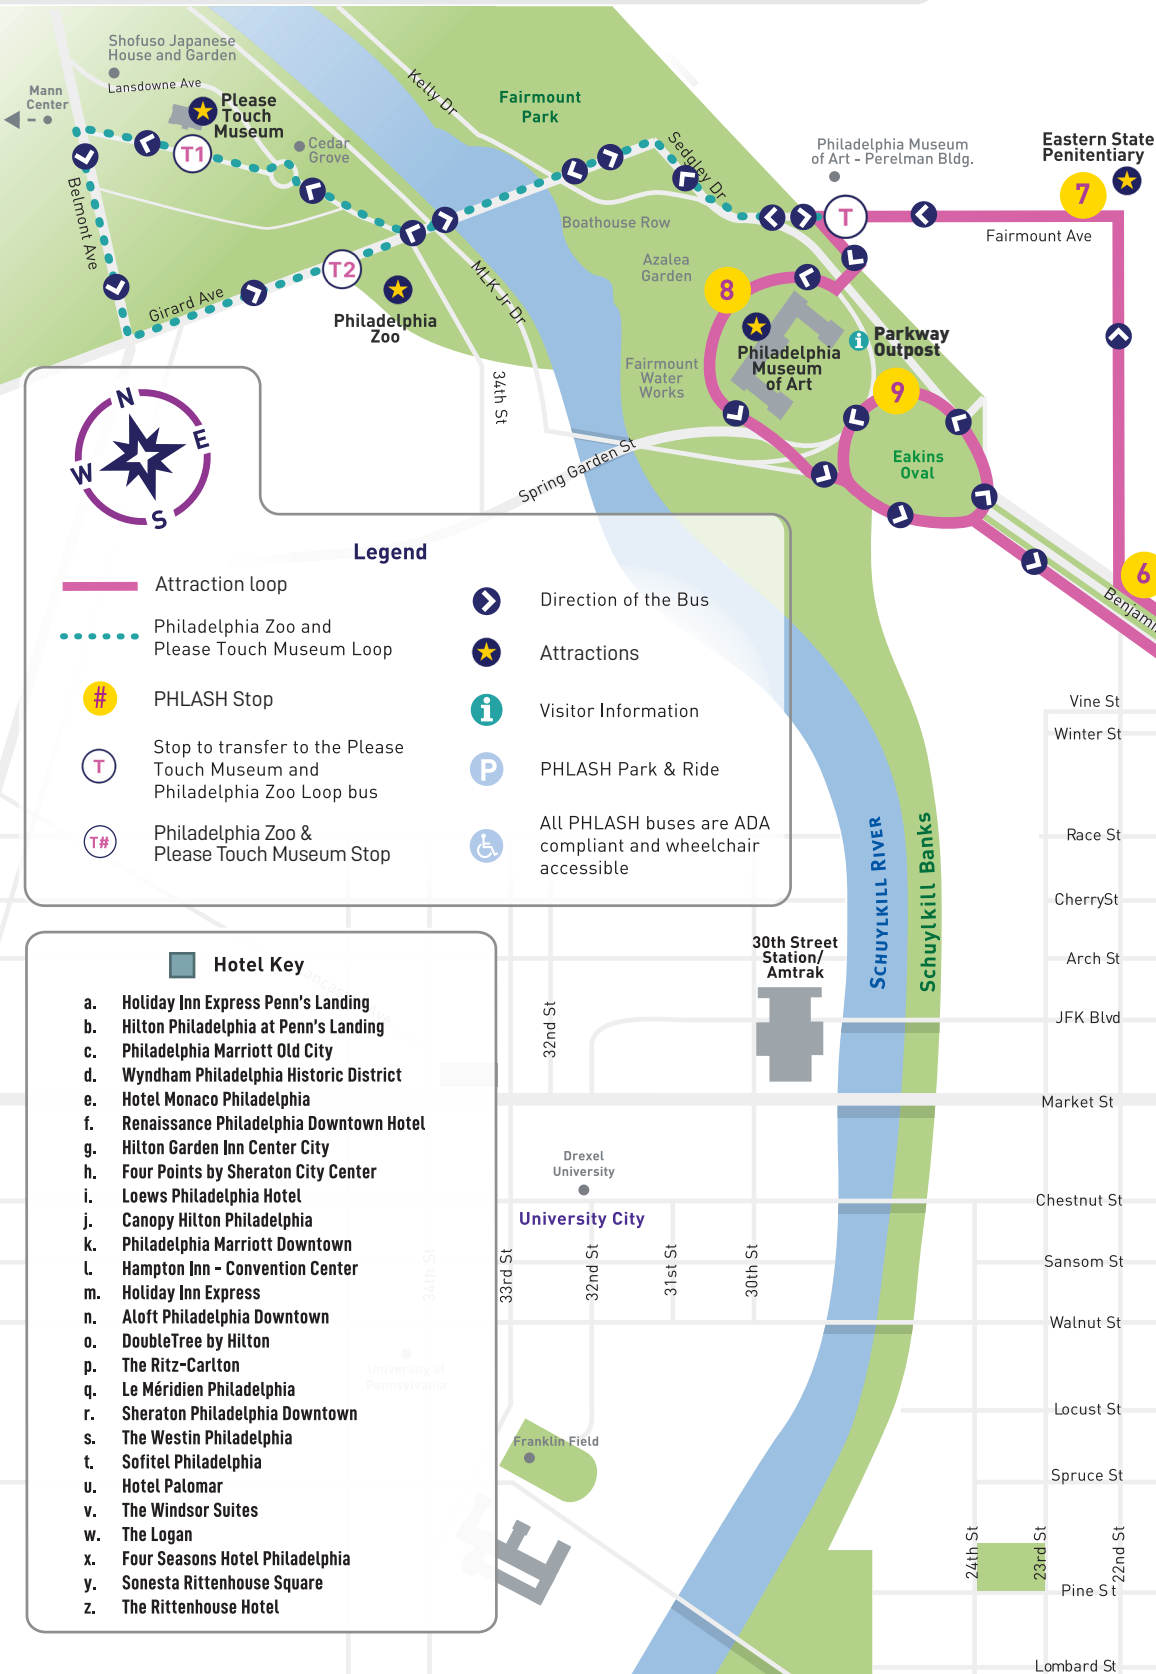 Shofuso Japanese
House and Garden
Lansdowne Ave
Mann
Center
Please
Touch
Museum
T1
Cedar
Grove
Belmont Ave
Girard Ave
T2
Philadelphia
Zoo
Kelly Dr
Fairmount
Park
Sedgley Dr
Boathouse Row
MLK Jr Dr
34th St
Philadelphia Museum
of Art - Perelman Bldg.
T
Eastern State
Penitentiary
7
Fairmount Ave
Azalea
Garden
8
Philadelphia
Museum
of Art
i
Parkway
Outpost
Fairmount
Water
Works
9
Eakins
Oval
Spring Garden St
6
Benjamin
N
E
W
S
Legend
Attraction loop
Philadelphia Zoo and
Please Touch Museum Loop
#
PHLASH Stop
T
Stop to transfer to the Please
Touch Museum and
Philadelphia Zoo Loop bus
T#
Philadelphia Zoo &
Please Touch Museum Stop
Direction of the Bus
Attractions
i
Visitor Information
P
PHLASH Park & Ride
All PHLASH buses are ADA
compliant and wheelchair
accessible
Vine St
Winter St
Race St
CherrySt
Arch St
JFK Blvd
Market St
Chestnut St
Sansom St
Walnut St
Locust St
Spruce St
Pine St
Lombard St
24th St
23rd St
22nd St
SCHUYLKILL RIVER
Schuylkill Banks
30th Street
Station/
Amtrak
32nd St
Drexel
University
University City
34th St
33rd St
32nd St
31st St
30th St
University of
Pennsylvania
Franklin Field
Hotel Key
a. Holiday Inn Express Penn's Landing
b. Hilton Philadelphia at Penn's Landing
c. Philadelphia Marriott Old City
d. Wyndham Philadelphia Historic District
e. Hotel Monaco Philadelphia
f. Renaissance Philadelphia Downtown Hotel
g. Hilton Garden Inn Center City
h. Four Points by Sheraton City Center
i. Loews Philadelphia Hotel
j. Canopy Hilton Philadelphia
k. Philadelphia Marriott Downtown
l. Hampton Inn - Convention Center
m. Holiday Inn Express
n. Aloft Philadelphia Downtown
o. DoubleTree by Hilton
p. The Ritz-Carlton
q. Le Méridien Philadelphia
r. Sheraton Philadelphia Downtown
s. The Westin Philadelphia
t. Sofitel Philadelphia
u. Hotel Palomar
v. The Windsor Suites
w. The Logan
x. Four Seasons Hotel Philadelphia
y. Sonesta Rittenhouse Square
z. The Rittenhouse Hotel